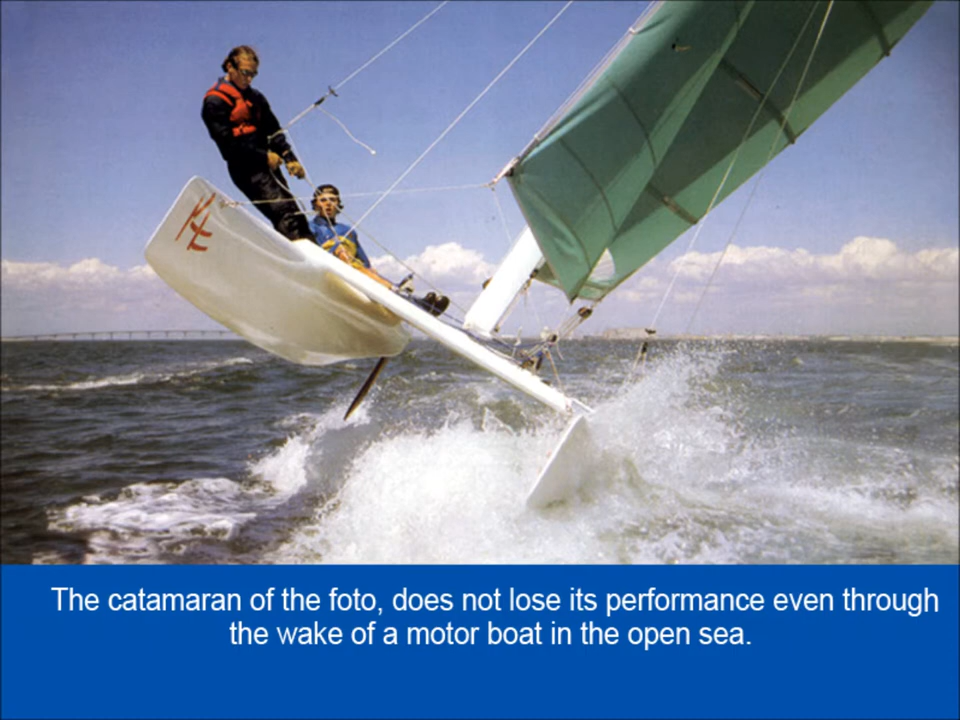 The catamaran of the foto, does not lose its performance even through
the wake of a motor boat in the open sea.